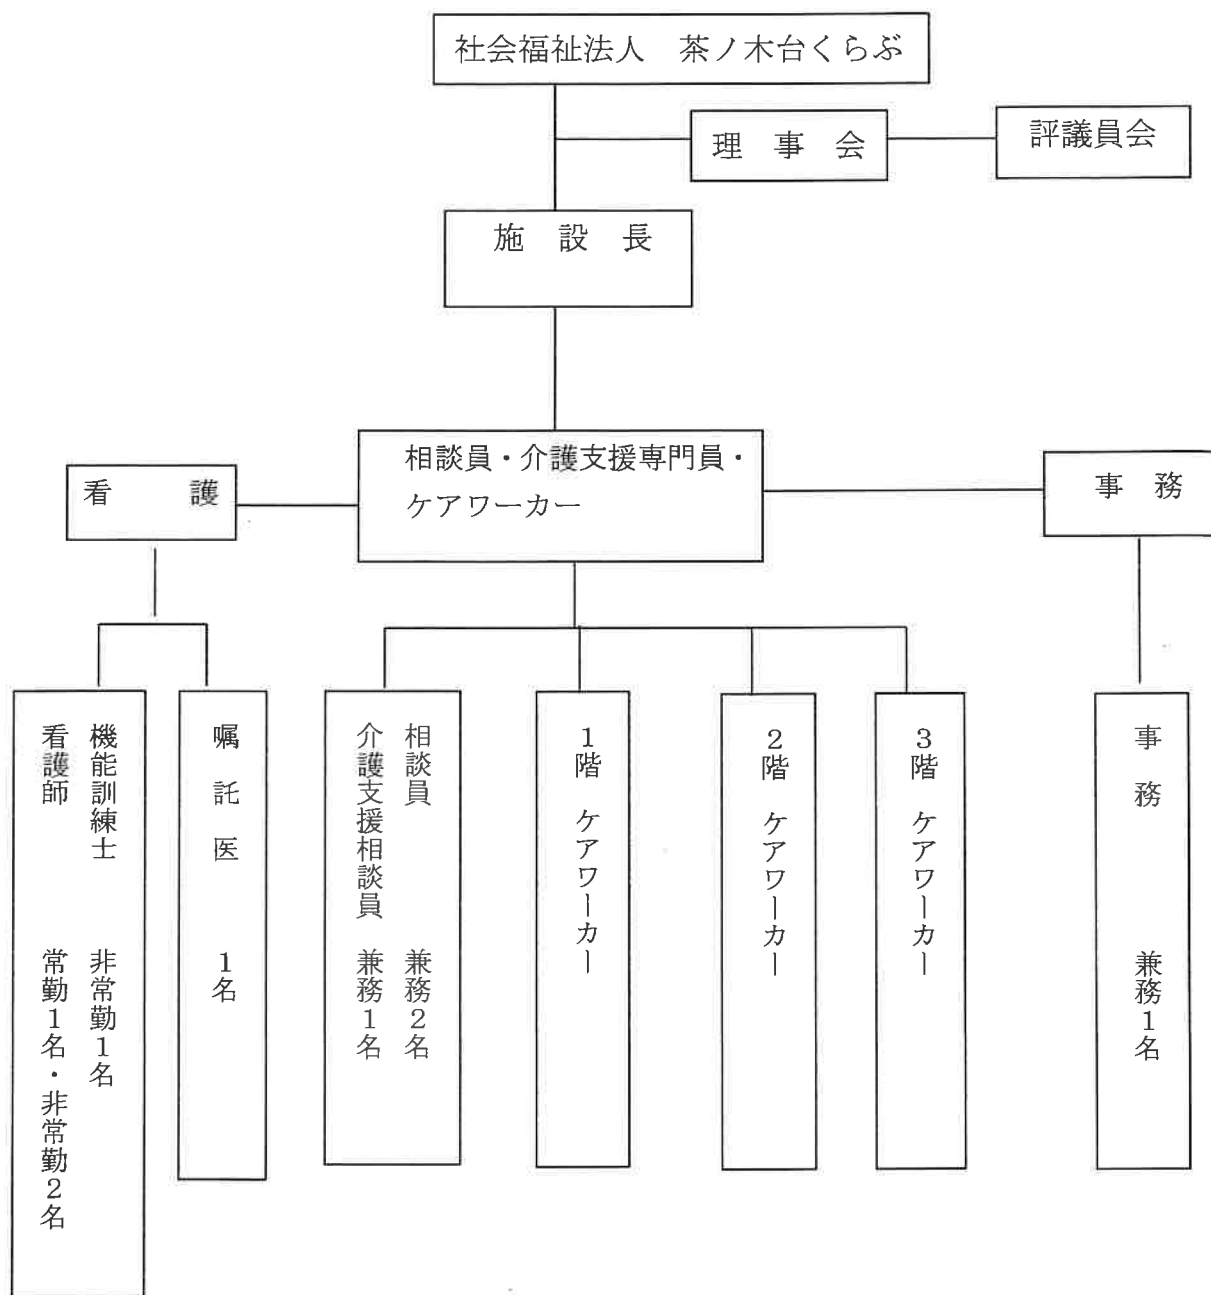 社会福祉法人　茶ノ木台くらぶ
理　事　会
評議員会
施　設　長
相談員・介護支援専門員・
ケアワーカー
看　　　護
事　務
機能訓練士　　非常勤1名
看護師　　常勤1名・非常勤2名
嘱　託　医　　1名
相談員　　兼務2名
介護支援相談員　兼務1名
1階　ケアワーカー
2階　ケアワーカー
3階　ケアワーカー
事　務　　兼務1名